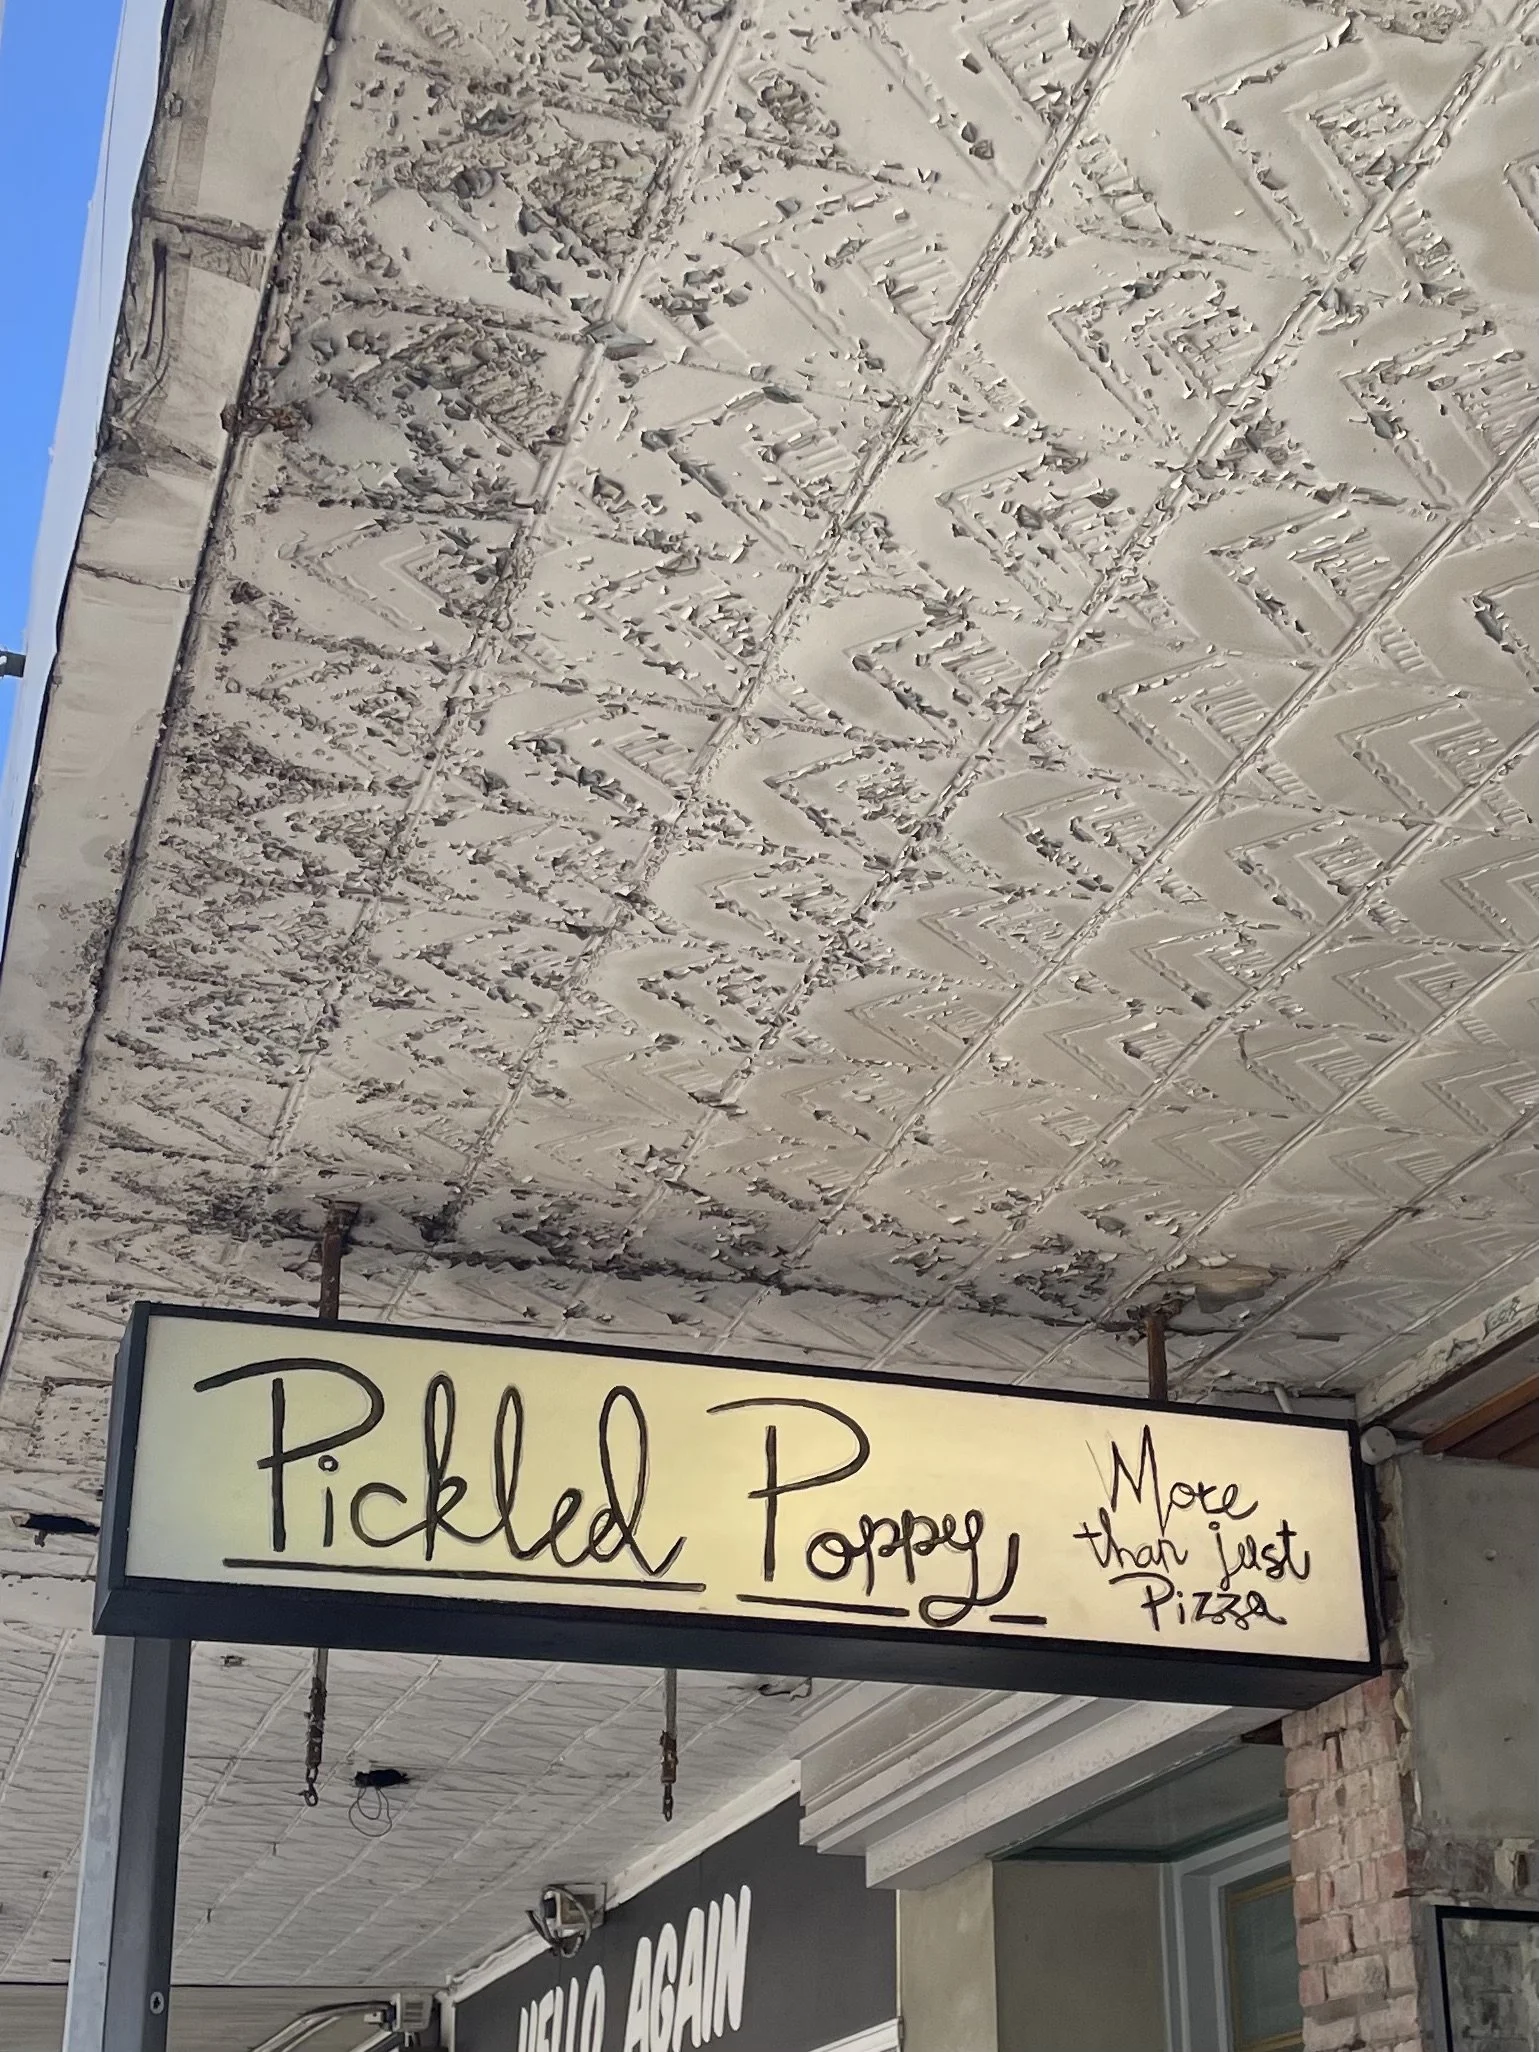 Pickled Poppy
More
than just
Pizza
HELLO AGAIN